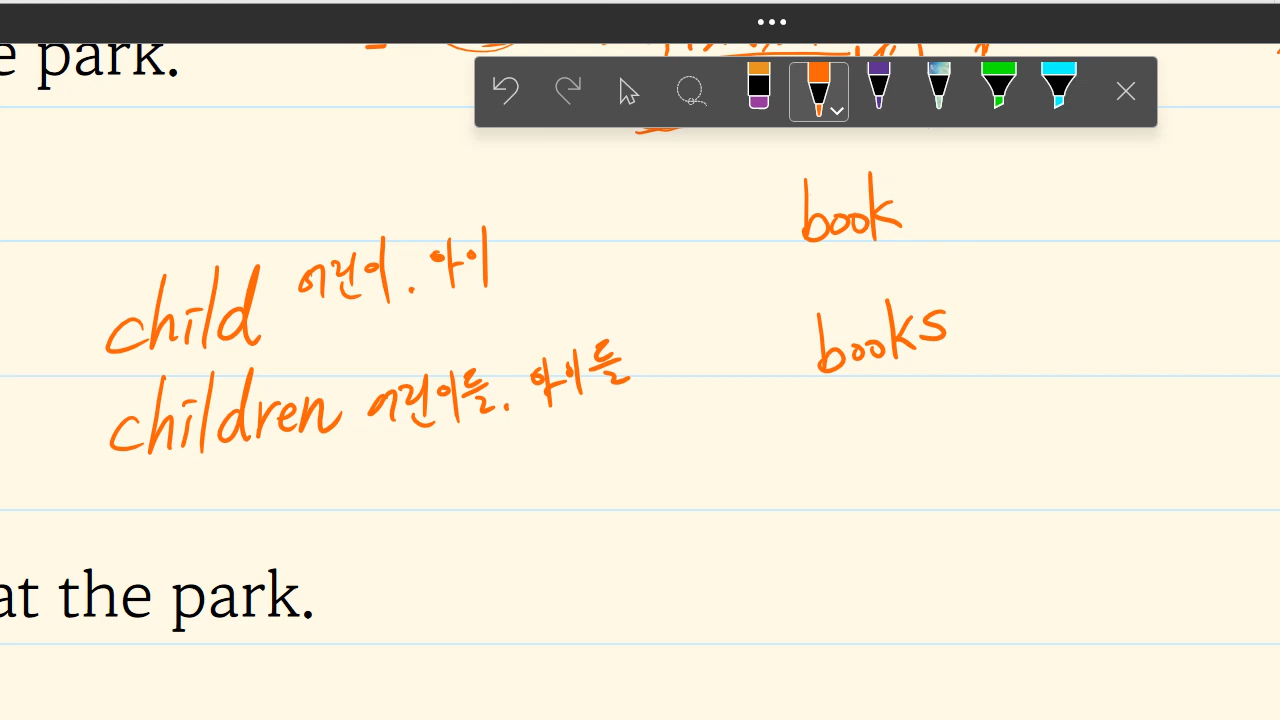 e park.
book
child 어린이. 아이
books
children 어린이들. 아이들
at the park.